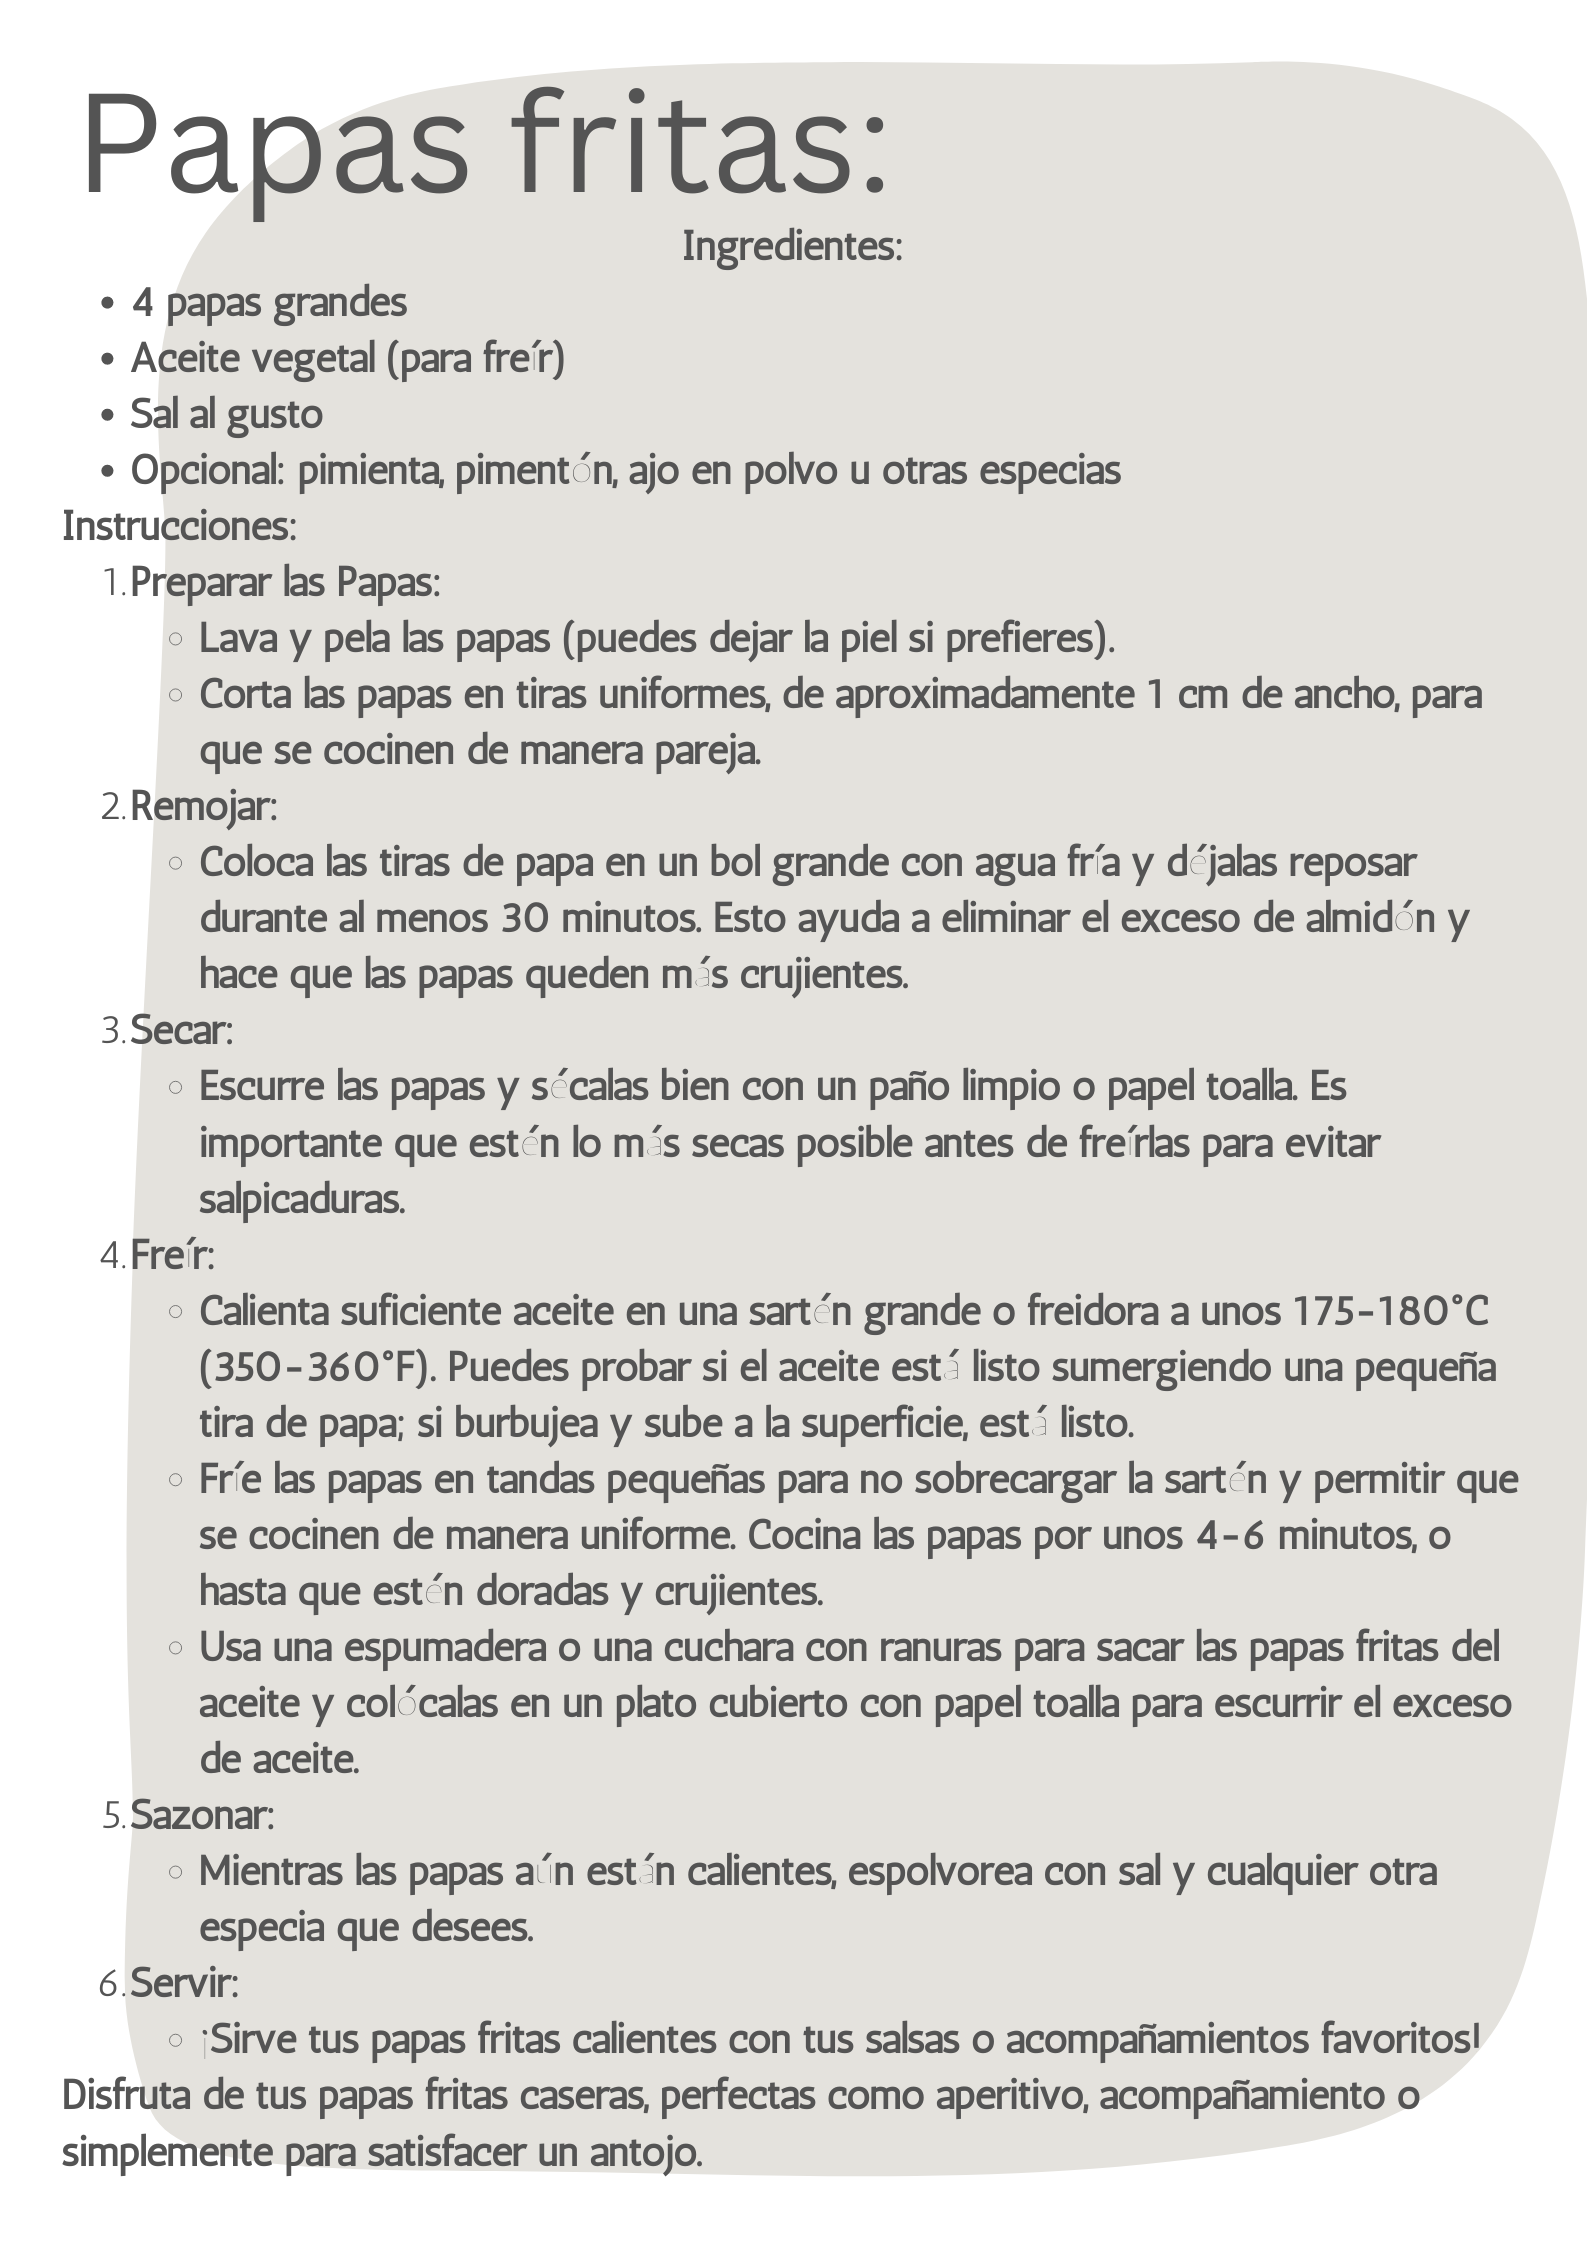 Papas fritas:
Ingredientes:
• 4 papas grandes
• Aceite vegetal (para freír)
• Sal al gusto
• Opcional: pimienta, pimentón, ajo en polvo u otras especias
Instrucciones:
1. Preparar las Papas:
○ Lava y pela las papas (puedes dejar la piel si prefieres).
○ Corta las papas en tiras uniformes, de aproximadamente 1 cm de ancho, para
que se cocinen de manera pareja.
2. Remojar:
○ Coloca las tiras de papa en un bol grande con agua fría y déjalas reposar
durante al menos 30 minutos. Esto ayuda a eliminar el exceso de almidón y
hace que las papas queden más crujientes.
3. Secar:
○ Escurre las papas y sécalas bien con un paño limpio o papel toalla. Es
importante que estén lo más secas posible antes de freírlas para evitar
salpicaduras.
4. Freír:
○ Calienta suficiente aceite en una sartén grande o freidora a unos 175-180°C
(350-360°F). Puedes probar si el aceite está listo sumergiendo una pequeña
tira de papa; si burbujea y sube a la superficie, está listo.
○ Fríe las papas en tandas pequeñas para no sobrecargar la sartén y permitir que
se cocinen de manera uniforme. Cocina las papas por unos 4-6 minutos, o
hasta que estén doradas y crujientes.
○ Usa una espumadera o una cuchara con ranuras para sacar las papas fritas del
aceite y colócalas en un plato cubierto con papel toalla para escurrir el exceso
de aceite.
5. Sazonar:
○ Mientras las papas aún están calientes, espolvorea con sal y cualquier otra
especia que desees.
6. Servir:
○ ¡Sirve tus papas fritas calientes con tus salsas o acompañamientos favoritos!
Disfruta de tus papas fritas caseras, perfectas como aperitivo, acompañamiento o
simplemente para satisfacer un antojo.